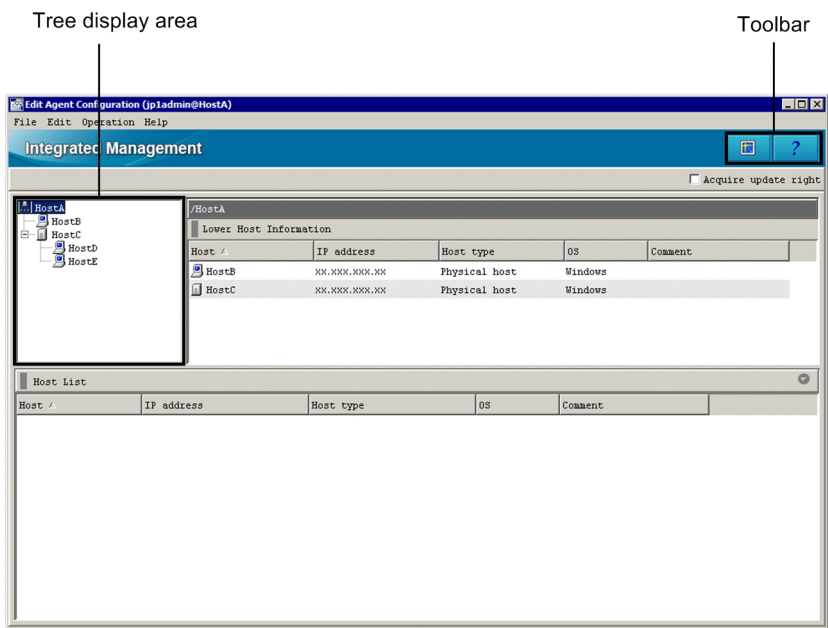 Tree display area
Toolbar
Edit Agent Configuration (jp1admin@HostA)
File Edit Operation Help
Integrated Management
?
Acquire update right
HostA
HostB
HostC
HostD
HostE
/HostA
Lower Host Information
Host IP address Host type OS Comment
HostB xx.xxx.xxx.xx Physical host Windows
HostC xx.xxx.xxx.xx Physical host Windows
Host List
Host IP address Host type OS Comment